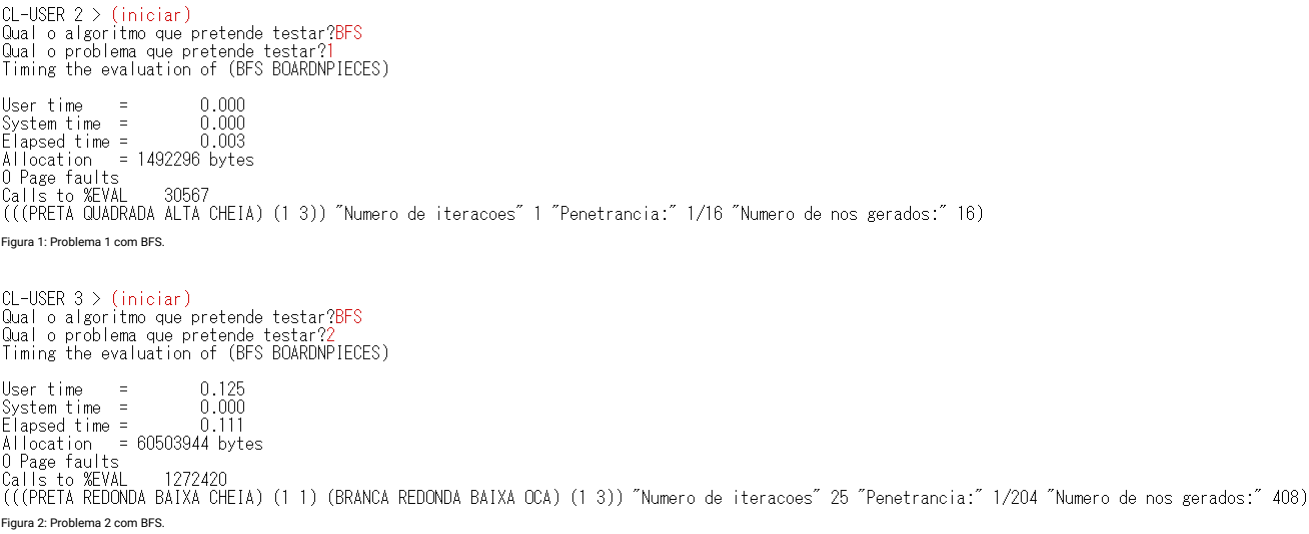 CL-USER 2 > (iniciar)
Qual o algoritmo que pretende testar?BFS
Qual o problema que pretende testar?1
Timing the evaluation of (BFS BOARDNPIECES)
User time    =        0.000
System time  =        0.000
Elapsed time =        0.003
Allocation   = 1492296 bytes
0 Page faults
Calls to %EVAL    30567
(((PRETA QUADRADA ALTA CHEIA) (1 3)) "Numero de iteracoes" 1 "Penetrancia:" 1/16 "Numero de nos gerados:" 16)
Figura 1: Problema 1 com BFS.
CL-USER 3 > (iniciar)
Qual o algoritmo que pretende testar?BFS
Qual o problema que pretende testar?2
Timing the evaluation of (BFS BOARDNPIECES)
User time    =        0.125
System time  =        0.000
Elapsed time =        0.111
Allocation   = 60503944 bytes
0 Page faults
Calls to %EVAL    1272420
(((PRETA REDONDA BAIXA CHEIA) (1 1) (BRANCA REDONDA BAIXA OCA) (1 3)) "Numero de iteracoes" 25 "Penetrancia:" 1/204 "Numero de nos gerados:" 408)
Figura 2: Problema 2 com BFS.